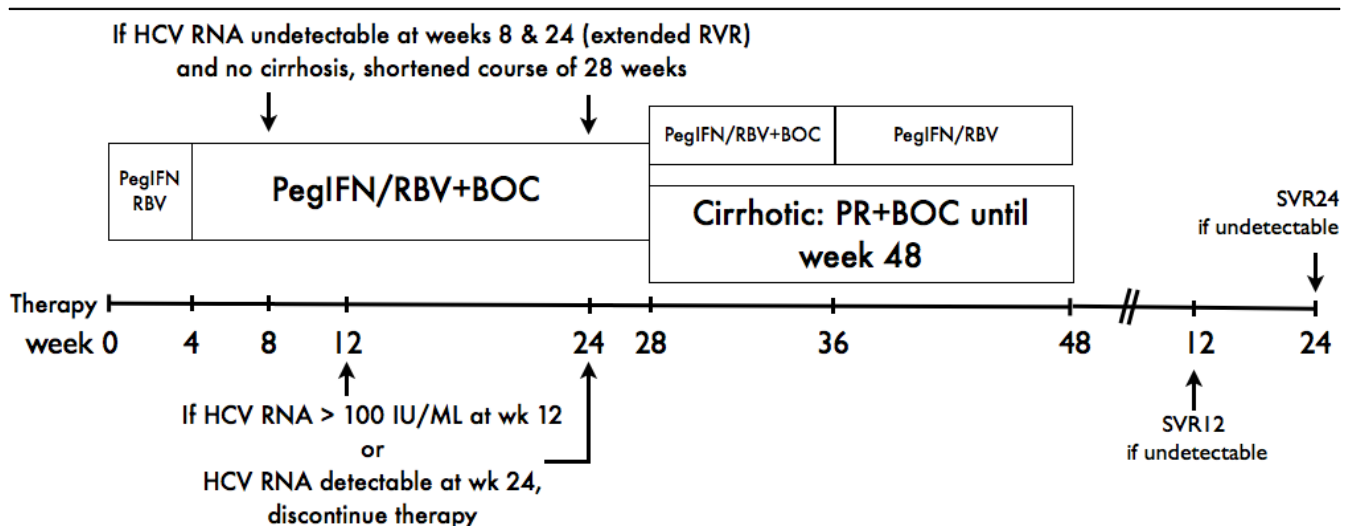 If HCV RNA undetectable at weeks 8 & 24 (extended RVR)
and no cirrhosis, shortened course of 28 weeks
PegIFN
RBV
PegIFN/RBV+BOC
PegIFN/RBV+BOC
PegIFN/RBV
Cirrhotic: PR+BOC until
week 48
SVR24
if undetectable
Therapy
week 0 4 8 12 24 28 36 48 12 24
If HCV RNA > 100 IU/ML at wk 12
or
HCV RNA detectable at wk 24,
discontinue therapy
SVR12
if undetectable